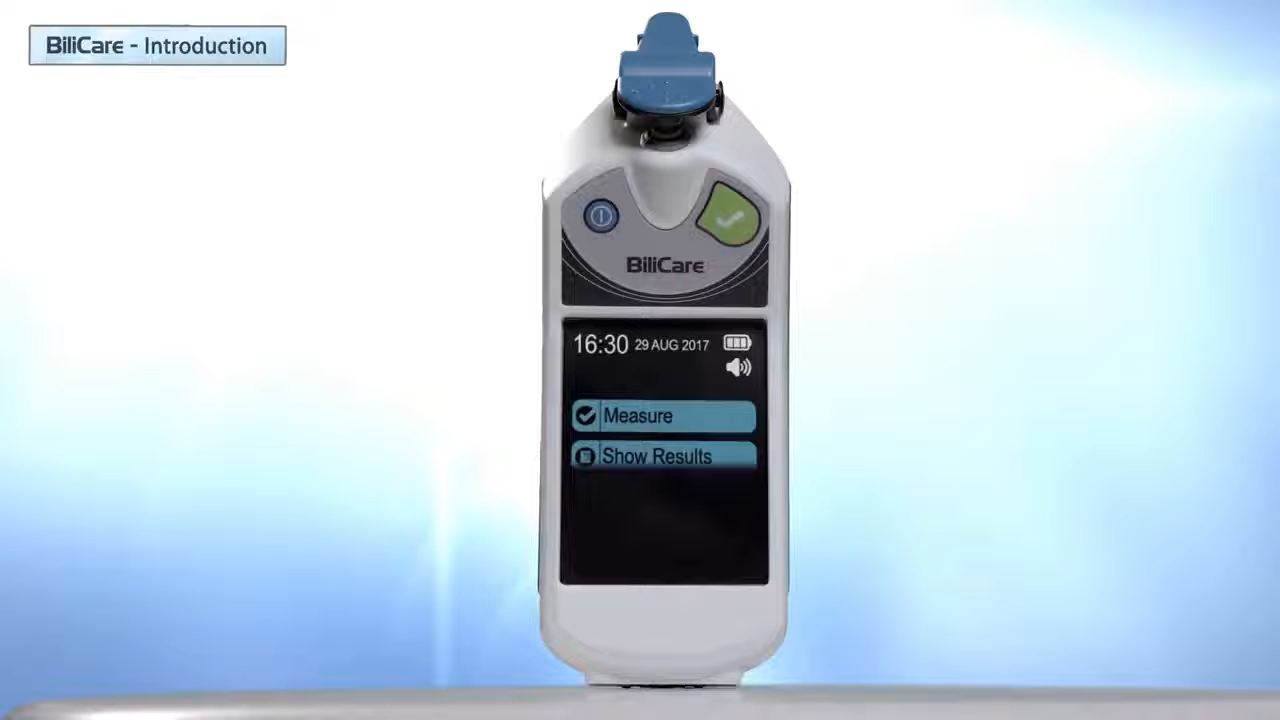 BiliCare - Introduction
BiliCare
16:30 29 AUG 2017
Measure
Show Results